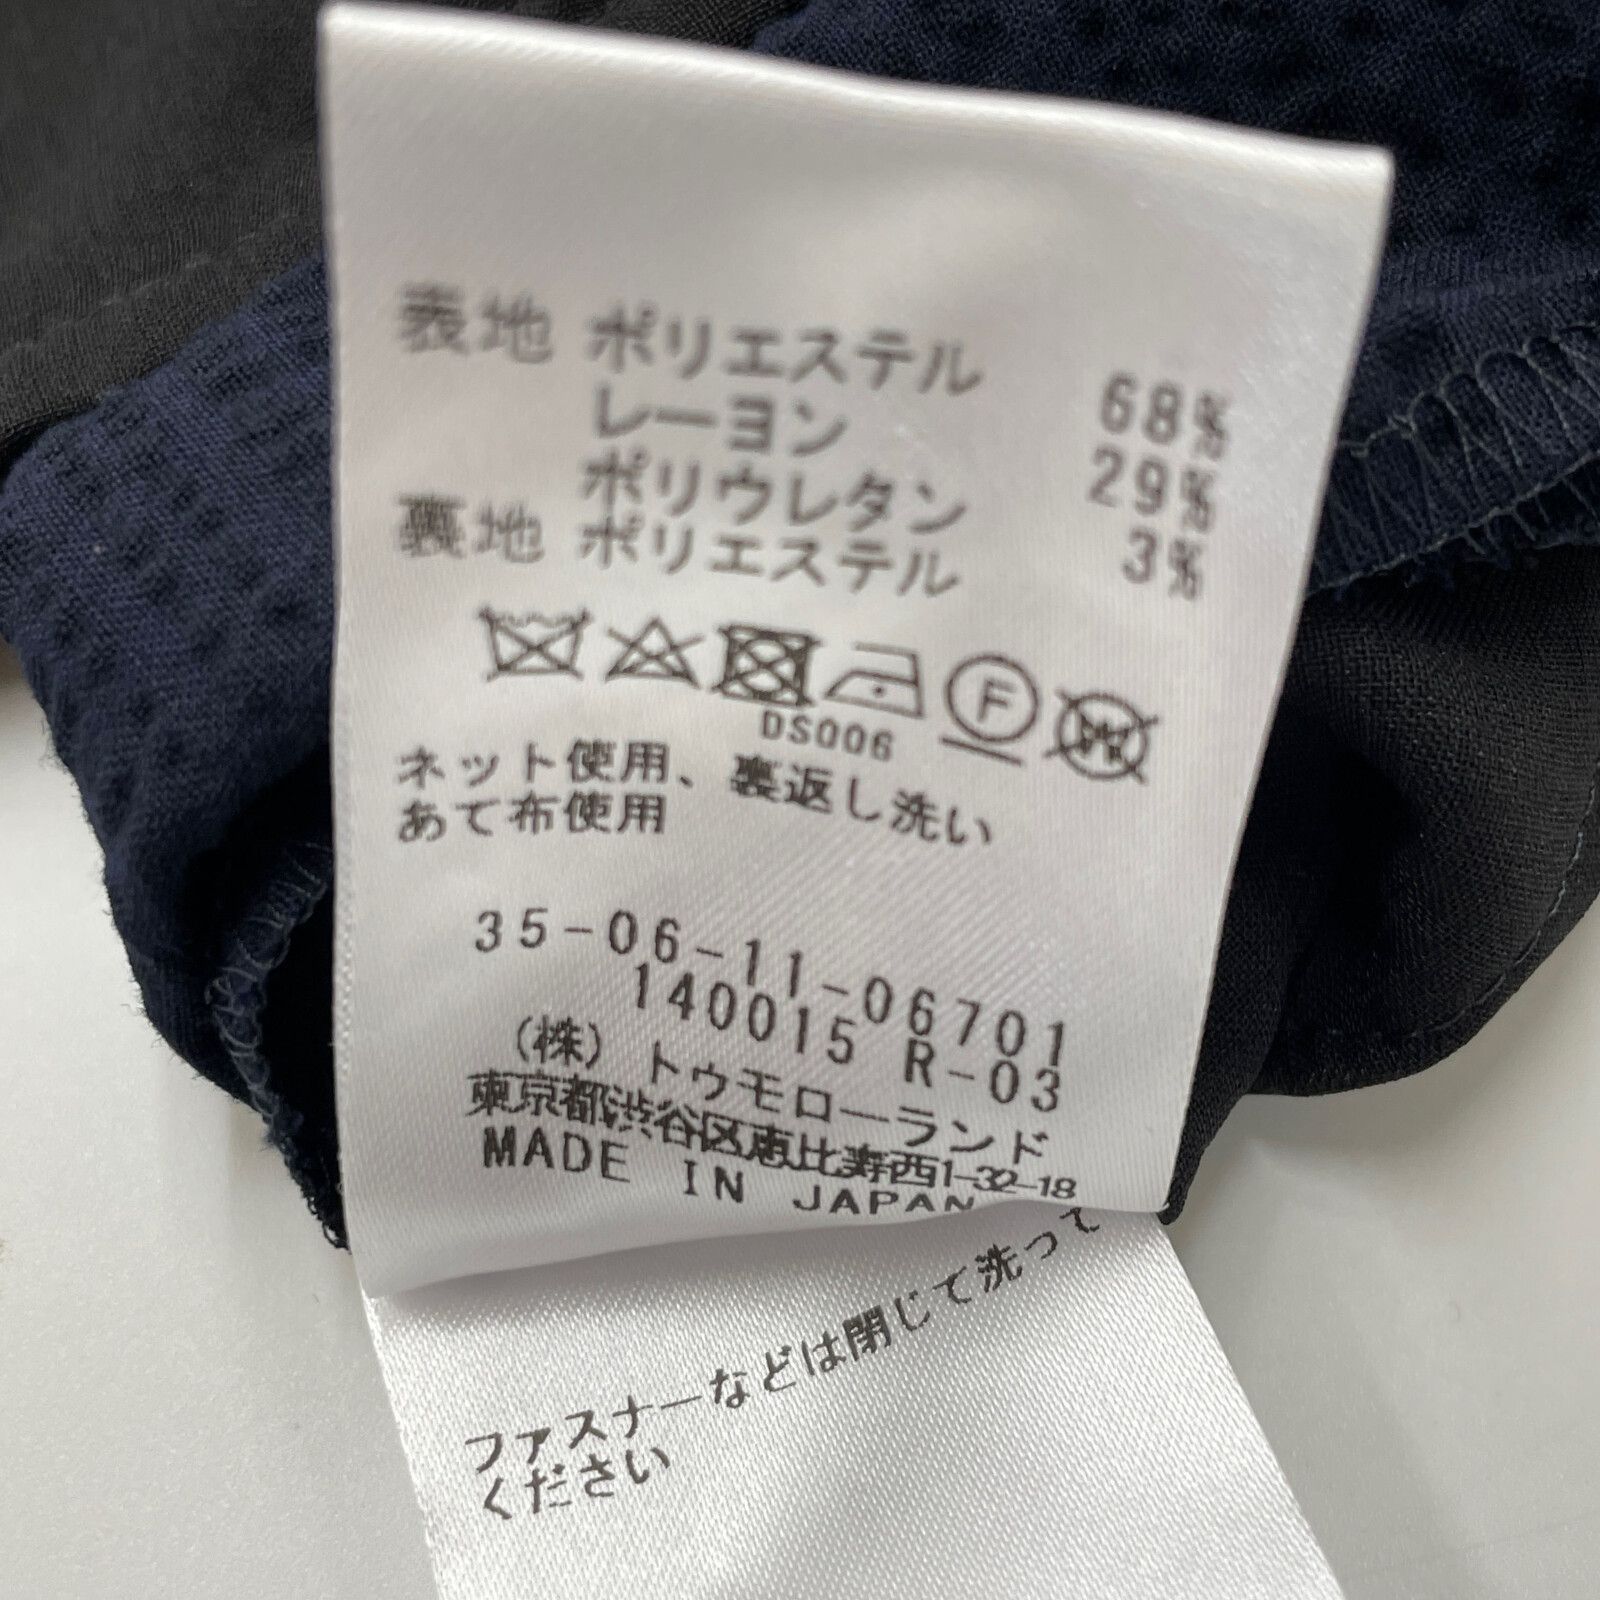 表地 ポリエステル 68%
レーヨン 29%
ポリウレタン 3%
裏地 ポリエステル
F
DS006
ネット使用、裏返し洗い
あて布使用
35-06-11-06701
140015 R-03
(株)トゥモローランド
東京都渋谷区恵比寿西1-32-18
MADE IN JAPAN
ファスナーなどは閉じて洗って
ください